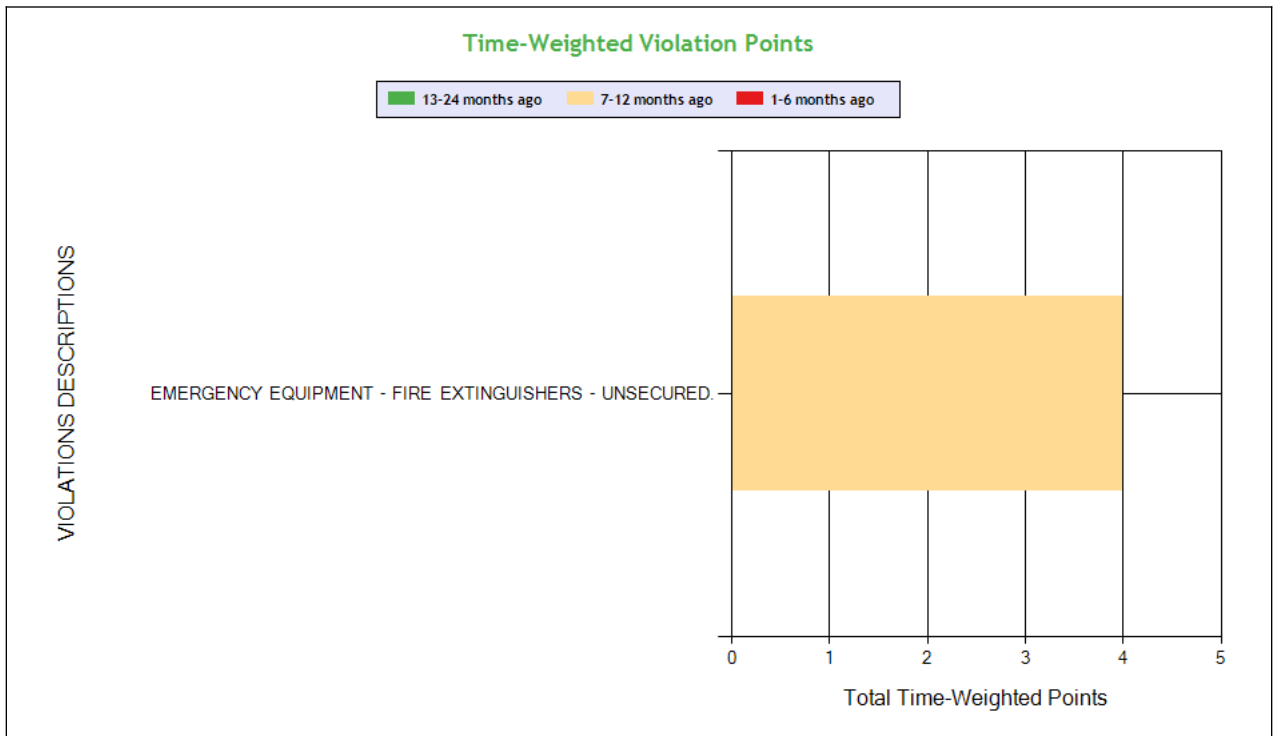 Time-Weighted Violation Points
13-24 months ago 7-12 months ago 1-6 months ago
VIOLATIONS DESCRIPTIONS
EMERGENCY EQUIPMENT - FIRE EXTINGUISHERS - UNSECURED.
0 1 2 3 4 5
Total Time-Weighted Points